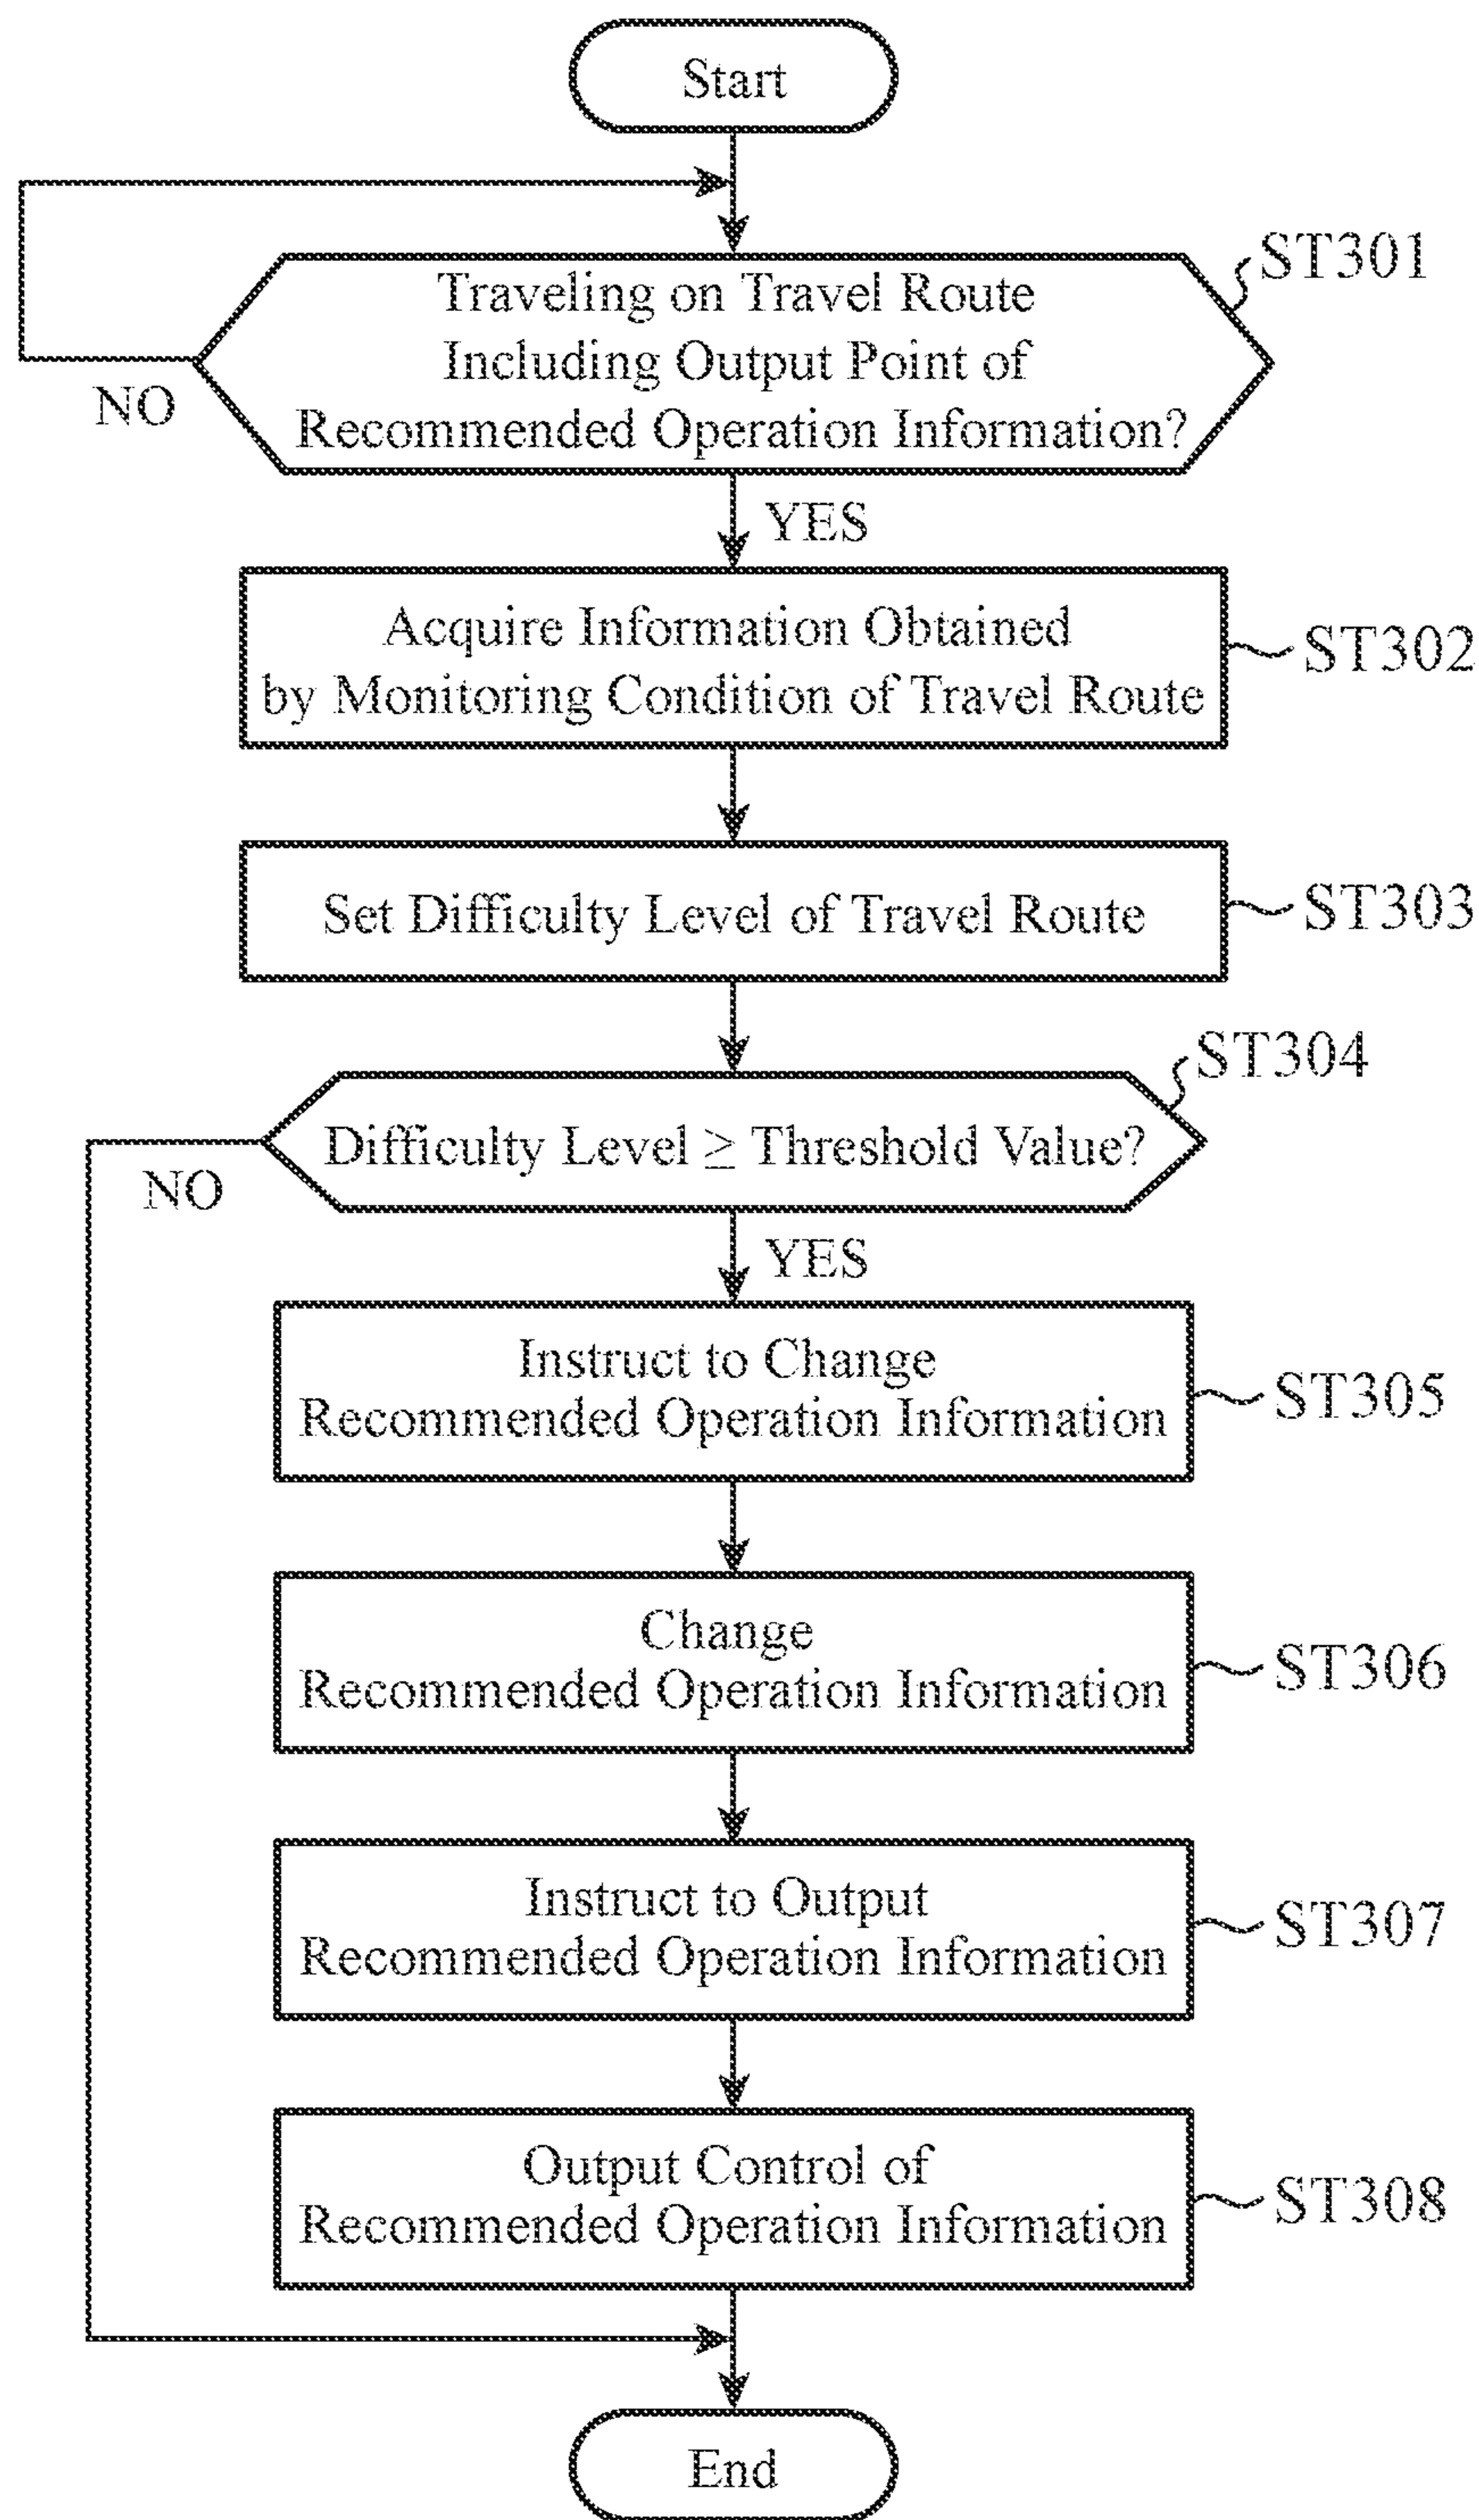 Start
ST301
Traveling on Travel Route
Including Output Point of
Recommended Operation Information?
NO
YES
Acquire Information Obtained
by Monitoring Condition of Travel Route
ST302
Set Difficulty Level of Travel Route
ST303
ST304
Difficulty Level ≥ Threshold Value?
NO
YES
Instruct to Change
Recommended Operation Information
ST305
Change
Recommended Operation Information
ST306
Instruct to Output
Recommended Operation Information
ST307
Output Control of
Recommended Operation Information
ST308
End